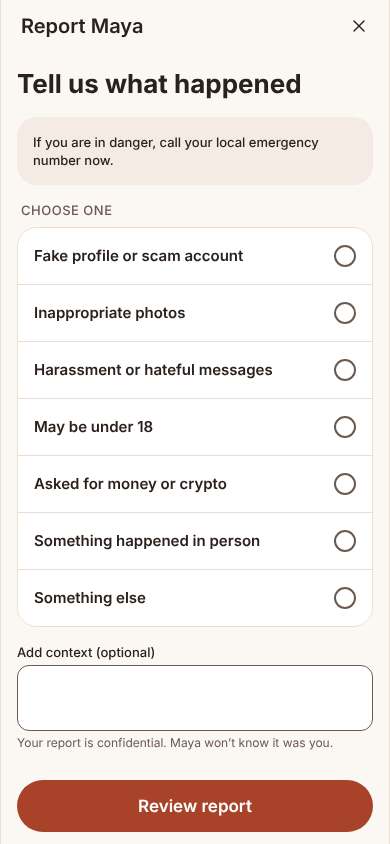 Report Maya
Tell us what happened
If you are in danger, call your local emergency
number now.
CHOOSE ONE
Fake profile or scam account
Inappropriate photos
Harassment or hateful messages
May be under 18
Asked for money or crypto
Something happened in person
Something else
Add context (optional)
Your report is confidential. Maya won't know it was you.
Review report